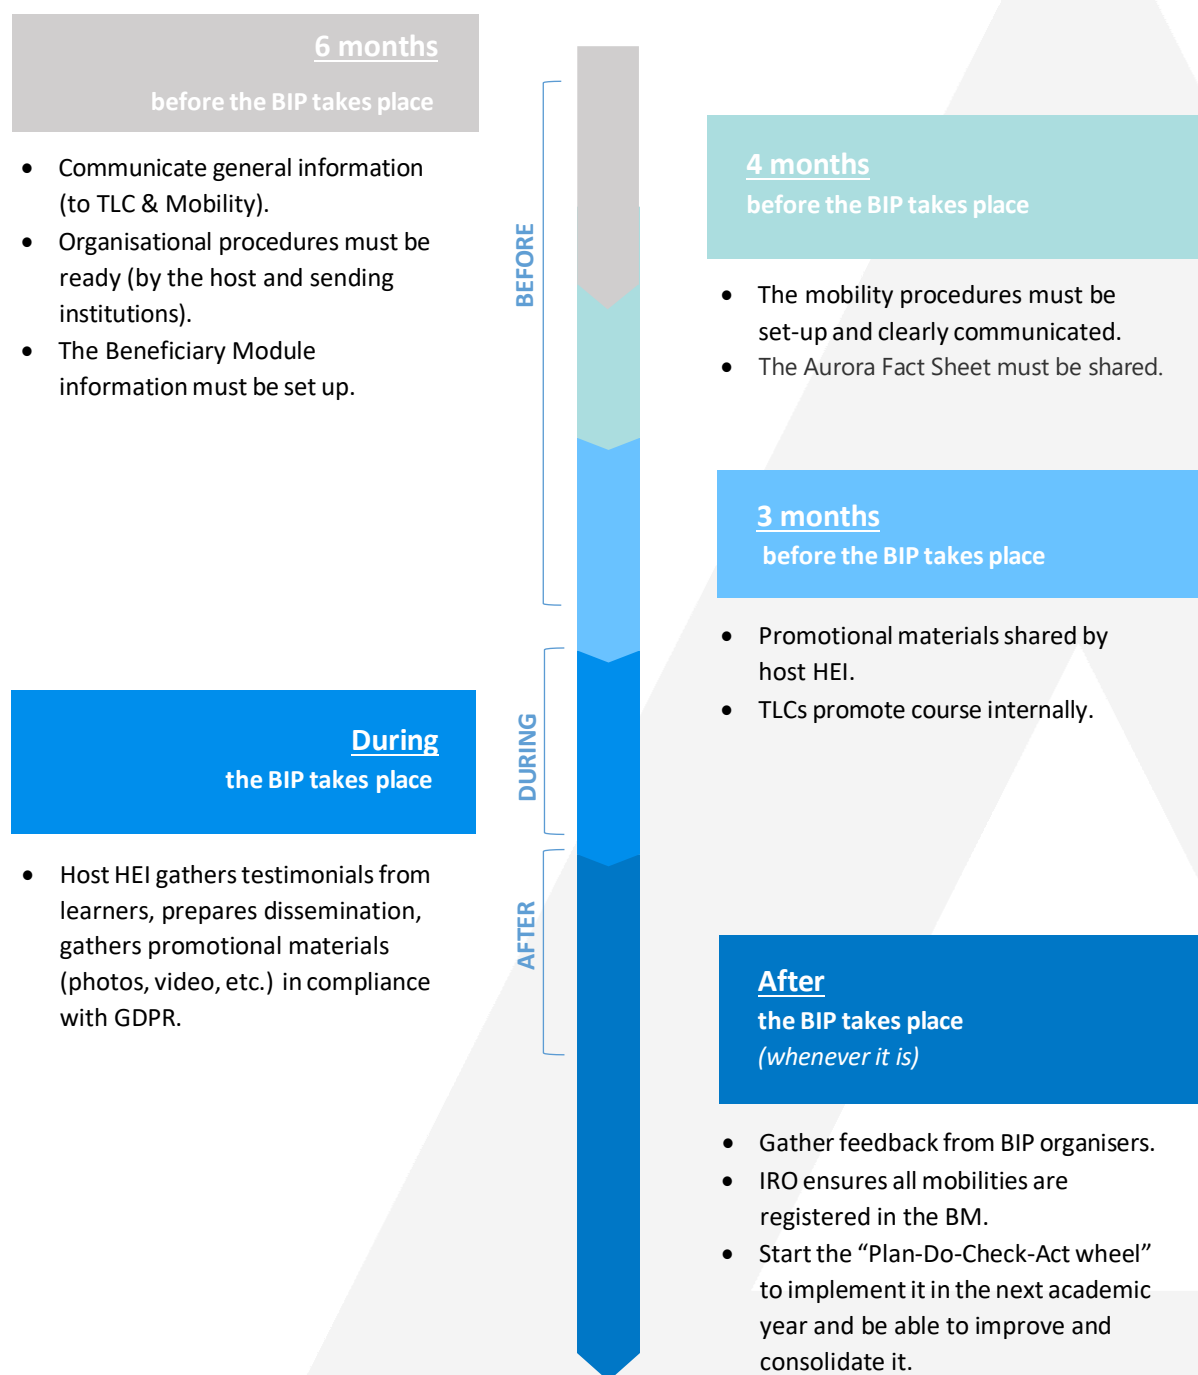 6 months
before the BIP takes place
• Communicate general information
(to TLC & Mobility).
• Organisational procedures must be
ready (by the host and sending
institutions).
• The Beneficiary Module
information must be set up.
BEFORE
4 months
before the BIP takes place
• The mobility procedures must be
set-up and clearly communicated.
• The Aurora Fact Sheet must be shared.
3 months
before the BIP takes place
• Promotional materials shared by
host HEI.
• TLCs promote course internally.
During
the BIP takes place
DURING
• Host HEI gathers testimonials from
learners, prepares dissemination,
gathers promotional materials
(photos, video, etc.) in compliance
with GDPR.
AFTER
After
the BIP takes place
(whenever it is)
• Gather feedback from BIP organisers.
• IRO ensures all mobilities are
registered in the BM.
• Start the “Plan-Do-Check-Act wheel”
to implement it in the next academic
year and be able to improve and
consolidate it.